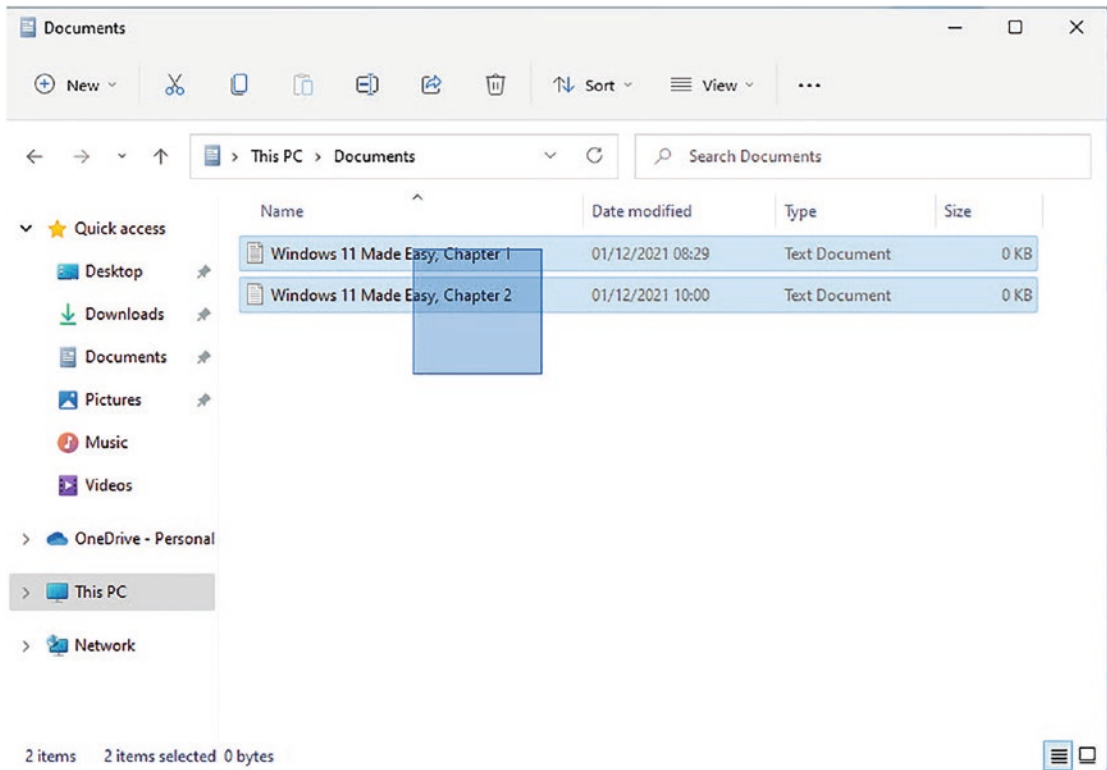 Documents
New Sort View ...
> This PC > Documents Search Documents
Name Date modified Type Size
Quick access
Windows 11 Made Easy, Chapter 1 01/12/2021 08:29 Text Document 0 KB
Desktop
Windows 11 Made Easy, Chapter 2 01/12/2021 10:00 Text Document 0 KB
Downloads
Documents
Pictures
Music
Videos
OneDrive - Personal
This PC
Network
2 items 2 items selected 0 bytes